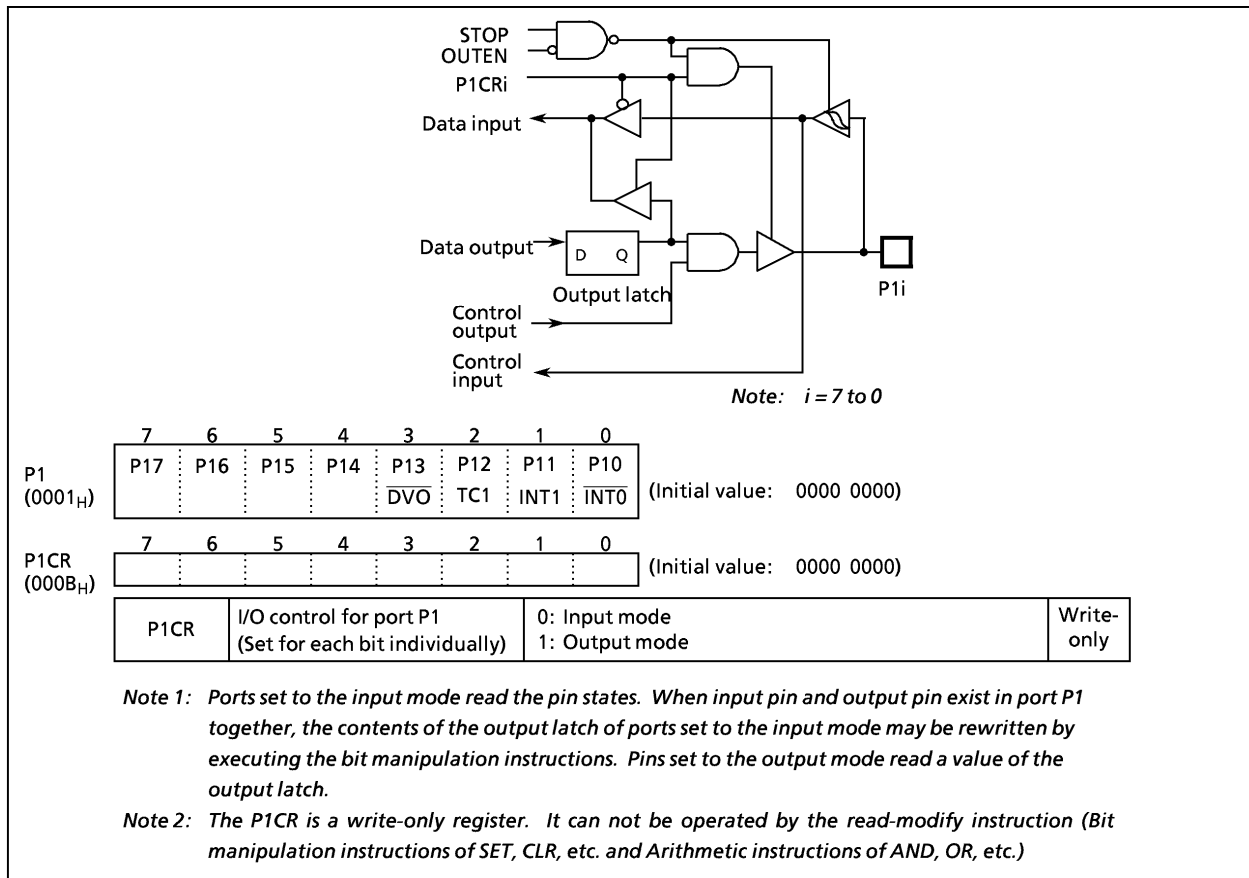 STOP
OUTEN
P1CRi
Data input
Data output
D Q
Output latch
P1i
Control
output
Control
input
Note: i = 7 to 0
7 6 5 4 3 2 1 0
P1
(0001H)
P17 P16 P15 P14 P13 P12 P11 P10
DVO TC1 INT1 INT0
(Initial value: 0000 0000)
7 6 5 4 3 2 1 0
P1CR
(000BH)
(Initial value: 0000 0000)
P1CR
I/O control for port P1
(Set for each bit individually)
0: Input mode
1: Output mode
Write-
only
Note 1: Ports set to the input mode read the pin states. When input pin and output pin exist in port P1
together, the contents of the output latch of ports set to the input mode may be rewritten by
executing the bit manipulation instructions. Pins set to the output mode read a value of the
output latch.
Note 2: The P1CR is a write-only register. It can not be operated by the read-modify instruction (Bit
manipulation instructions of SET, CLR, etc. and Arithmetic instructions of AND, OR, etc.)